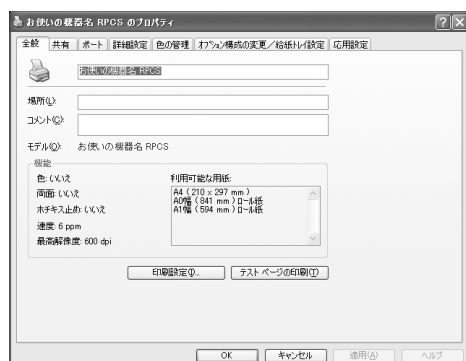 お使いの機器名 RPCS のプロパティ
全般 共有 ポート 詳細設定 色の管理 オプション構成の変更/給紙トレイ設定 応用設定
お使いの機器名 RPCS
場所(L):
コメント(C):
モデル(O): お使いの機器名 RPCS
機能
色: いいえ
両面: いいえ
ホチキス止め: いいえ
速度: 6 ppm
最高解像度: 600 dpi
利用可能な用紙:
A4 (210 x 297 mm)
A0幅 (841 mm) ロール紙
A1幅 (594 mm) ロール紙
印刷設定(I)... テスト ページの印刷(T)
OK キャンセル 適用(A) ヘルプ